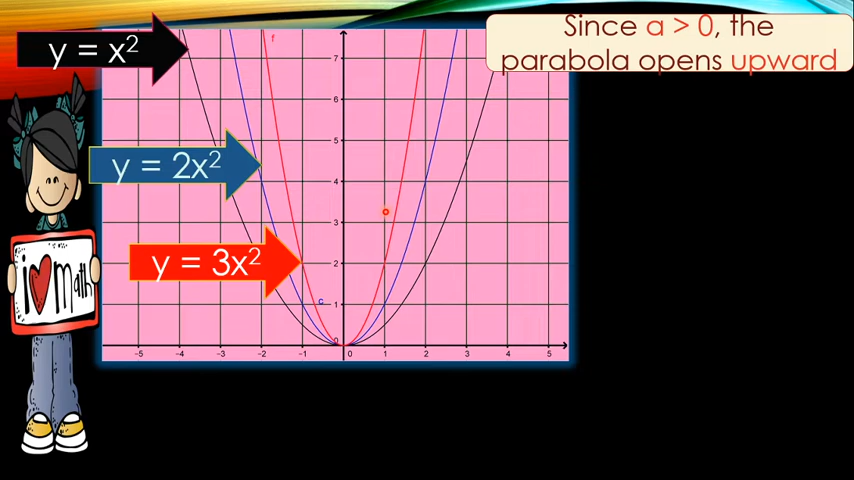 Since a > 0, the
parabola opens upward
y = x²
y = 2x²
y = 3x²
i
math
f
c
7
6
5
4
3
2
1
0
−5 −4 −3 −2 −1 0 1 2 3 4 5